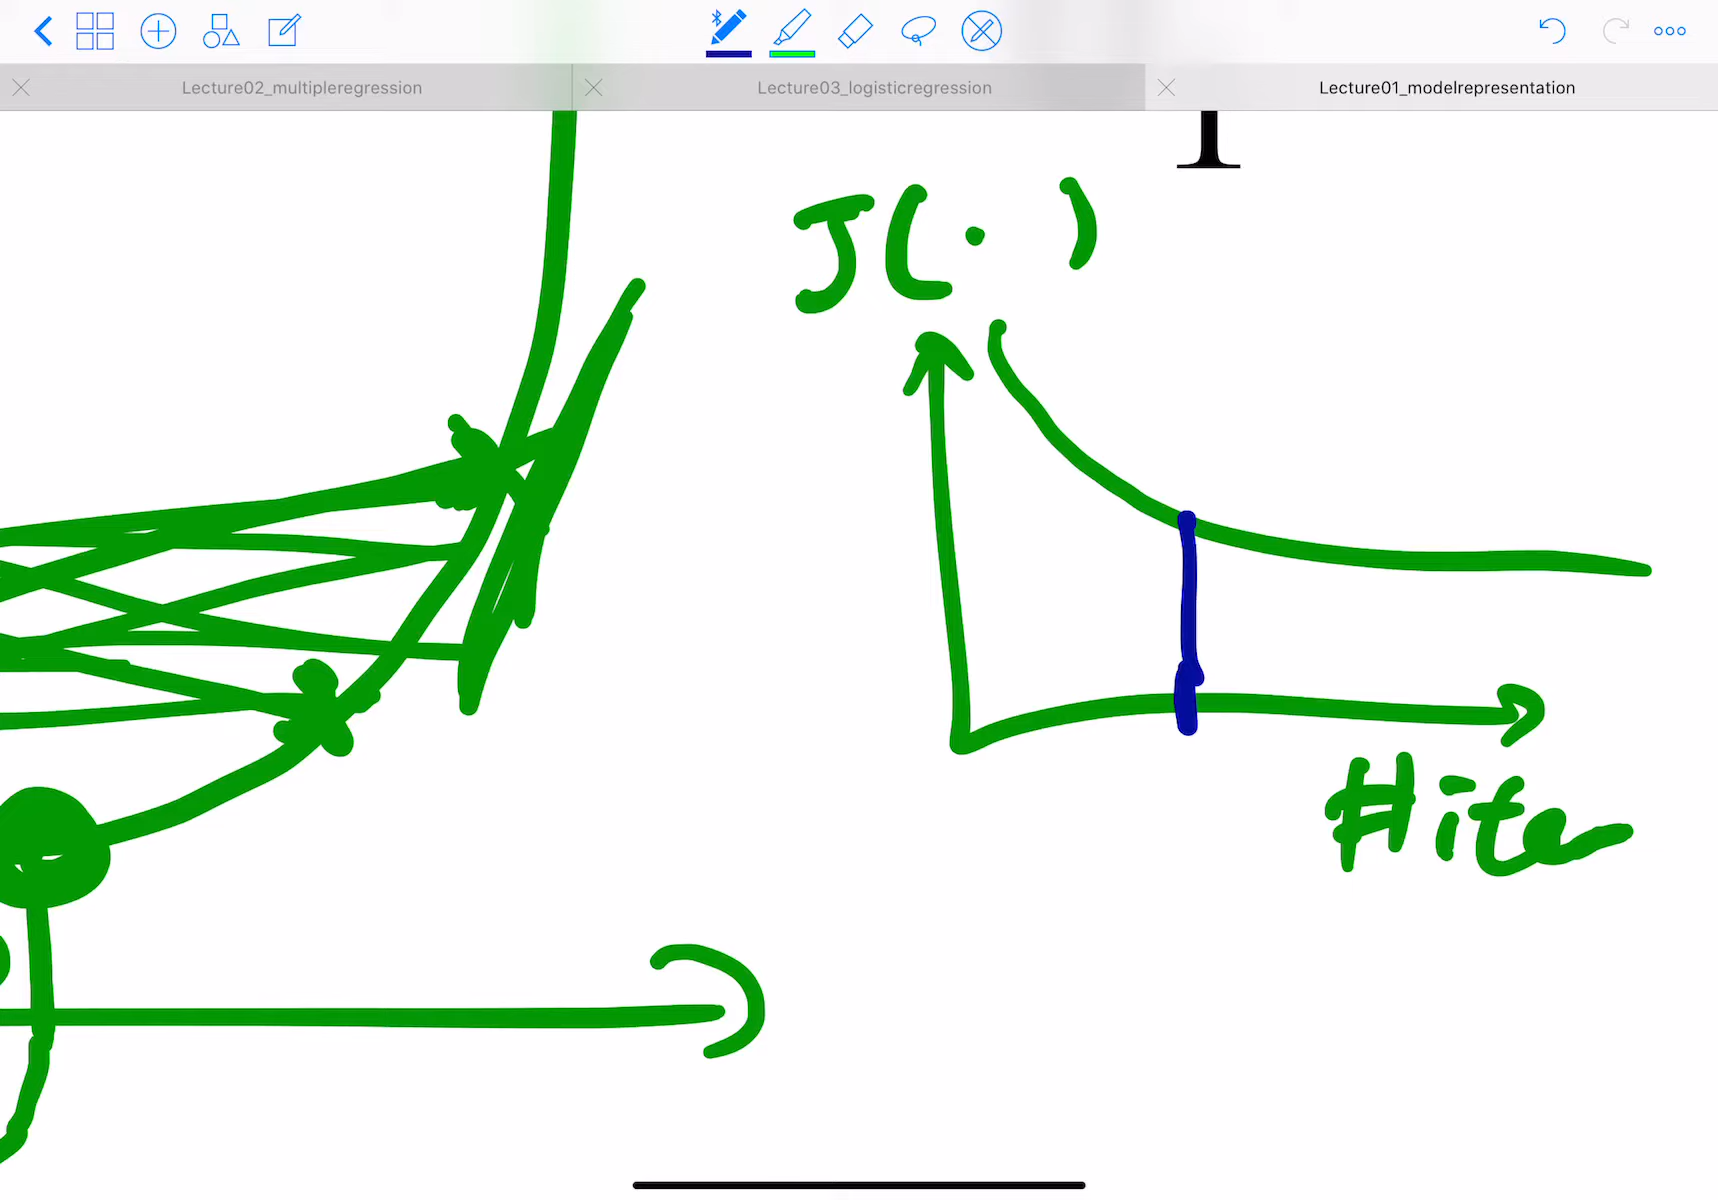 Lecture02_multipleregression
Lecture03_logisticregression
Lecture01_modelrepresentation
J(·)
#iter